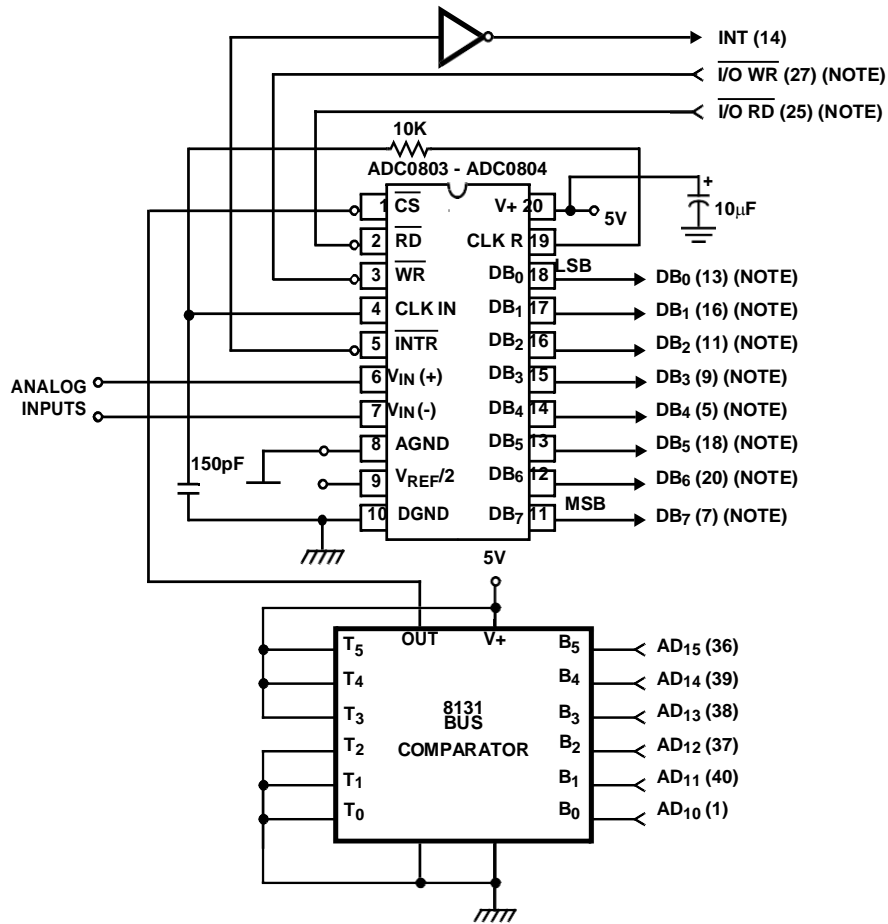 INT (14)
I/O WR (27) (NOTE)
I/O RD (25) (NOTE)
10K
ADC0803 - ADC0804
10μF
5V
1 CS
V+ 20
2 RD
CLK R 19
3 WR
DB0 18 LSB DB0 (13) (NOTE)
4 CLK IN
DB1 17 DB1 (16) (NOTE)
5 INTR
DB2 16 DB2 (11) (NOTE)
ANALOG
INPUTS
6 VIN (+)
DB3 15 DB3 (9) (NOTE)
7 VIN (-)
DB4 14 DB4 (5) (NOTE)
8 AGND
DB5 13 DB5 (18) (NOTE)
150pF
9 VREF/2
DB6 12 DB6 (20) (NOTE)
10 DGND
DB7 11 MSB DB7 (7) (NOTE)
5V
OUT V+
T5 B5 AD15 (36)
T4 B4 AD14 (39)
T3 B3 AD13 (38)
T2 B2 AD12 (37)
T1 B1 AD11 (40)
T0 B0 AD10 (1)
8131
BUS
COMPARATOR